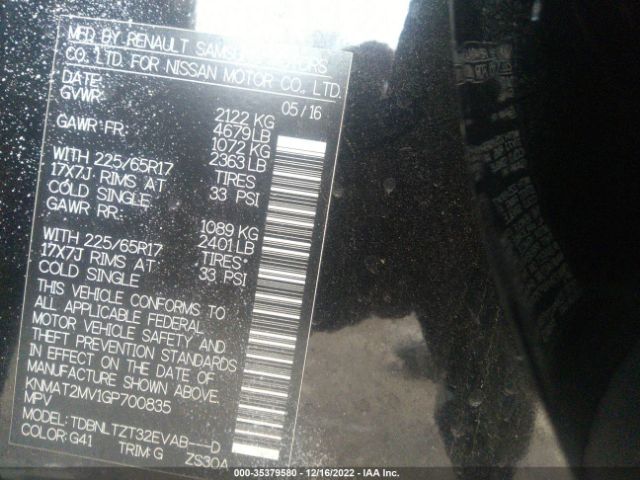 MFD BY RENAULT SAMSUNG MOTORS
CO., LTD. FOR NISSAN MOTOR CO., LTD.
DATE: 05/16
GVWR: 2122 KG
4679 LB
GAWR FR: 1072 KG
2363 LB
WITH 225/65R17 TIRES
17X7J RIMS AT 33 PSI
COLD SINGLE
GAWR RR: 1089 KG
2401 LB
WITH 225/65R17 TIRES
17X7J RIMS AT 33 PSI
COLD SINGLE
THIS VEHICLE CONFORMS TO
ALL APPLICABLE FEDERAL
MOTOR VEHICLE SAFETY AND
THEFT PREVENTION STANDARDS
IN EFFECT ON THE DATE OF
MANUFACTURE SHOWN ABOVE.
KNMAT2MV1GP700835
MPV
MODEL: TDBNLTZT32EVAB---D
COLOR: G41 TRIM: G ZS30A
000-35379580 - 12/16/2022 - IAA Inc.